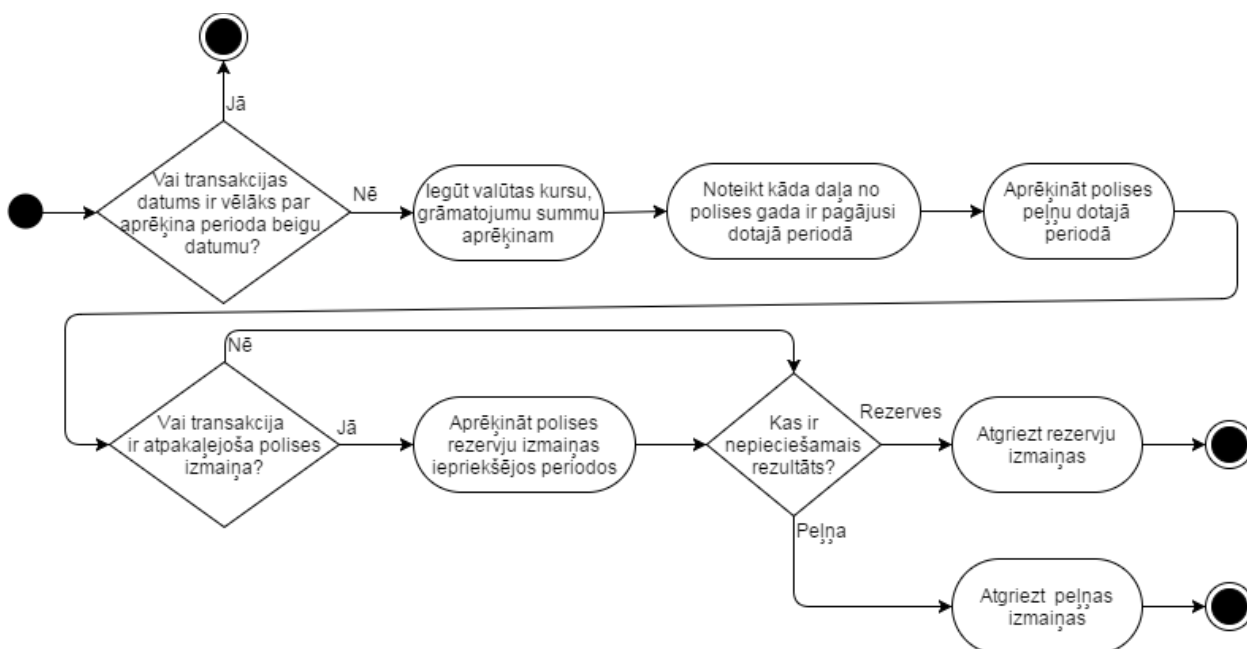 Jā
Vai transakcijas
datums ir vēlāks par
aprēķina perioda beigu
datumu?
Nē
Iegūt valūtas kursu,
grāmatojumu summu
aprēķinam
Noteikt kāda daļa no
polises gada ir pagājusi
dotajā periodā
Aprēķināt polises
peļņu dotajā
periodā
Nē
Vai transakcija
ir atpakaļejoša polises
izmaiņa?
Jā
Aprēķināt polises
rezervju izmaiņas
iepriekšējos periodos
Kas ir
nepieciešamais
rezultāts?
Rezerves
Atgriezt rezervju
izmaiņas
Peļņa
Atgriezt peļņas
izmaiņas